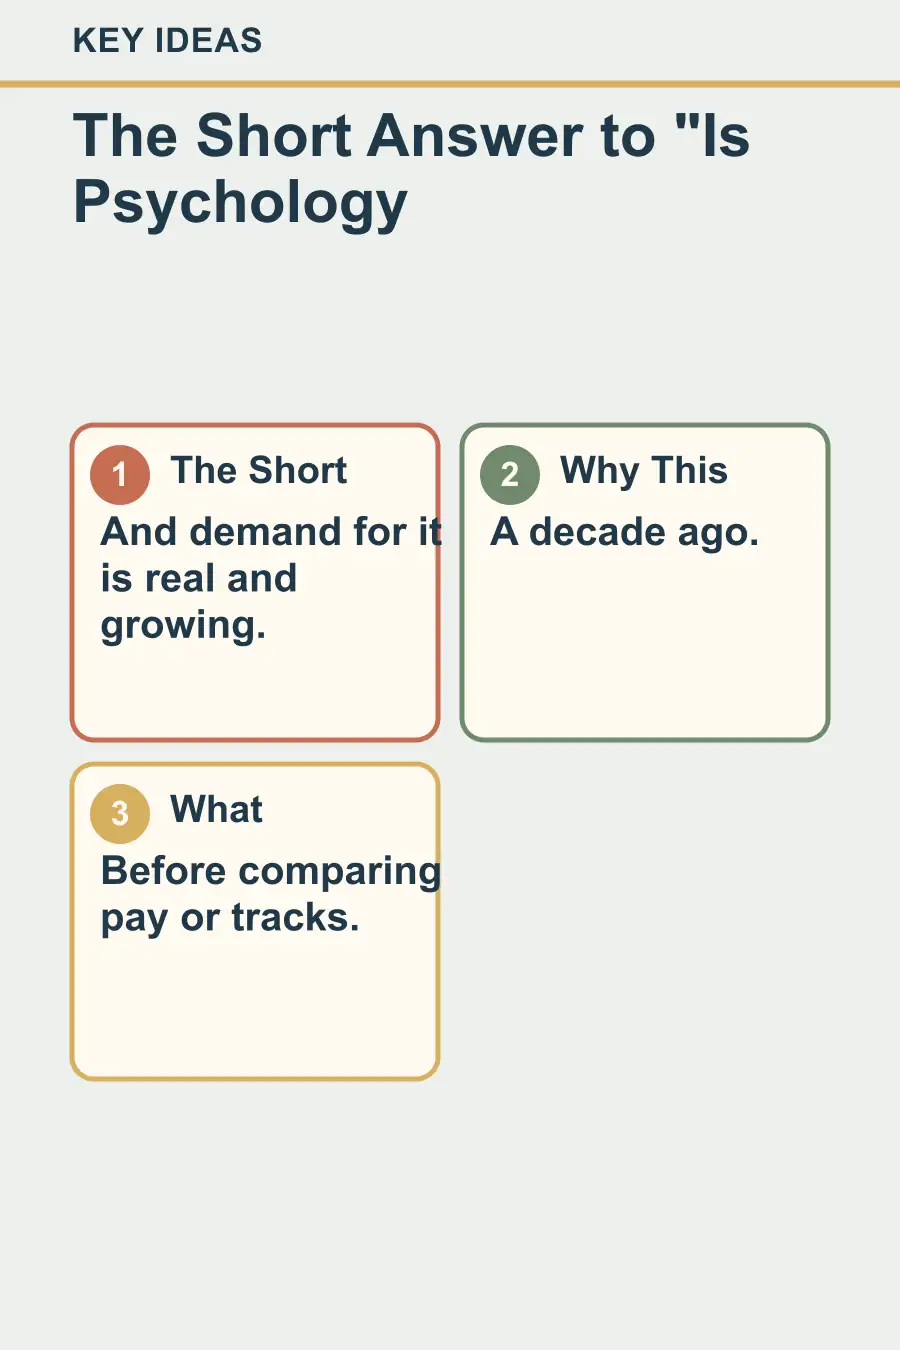 KEY IDEAS
The Short Answer to "Is
Psychology
1 The Short
And demand for it
is real and
growing.
2 Why This
A decade ago.
3 What
Before comparing
pay or tracks.